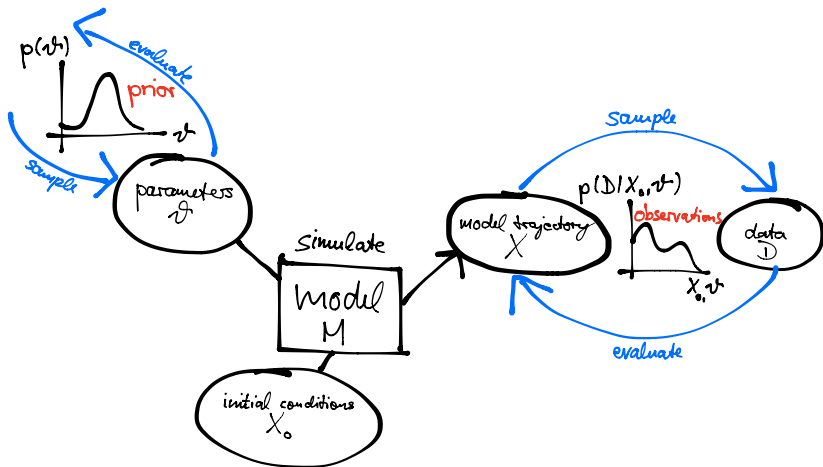 p(ϑ)
evaluate
prior
ϑ
sample
parameters
ϑ
simulate
model
M
initial conditions
X₀
model trajectory
X
sample
p(D|X₀,ϑ)
observations
X₀,ϑ
data
D
evaluate